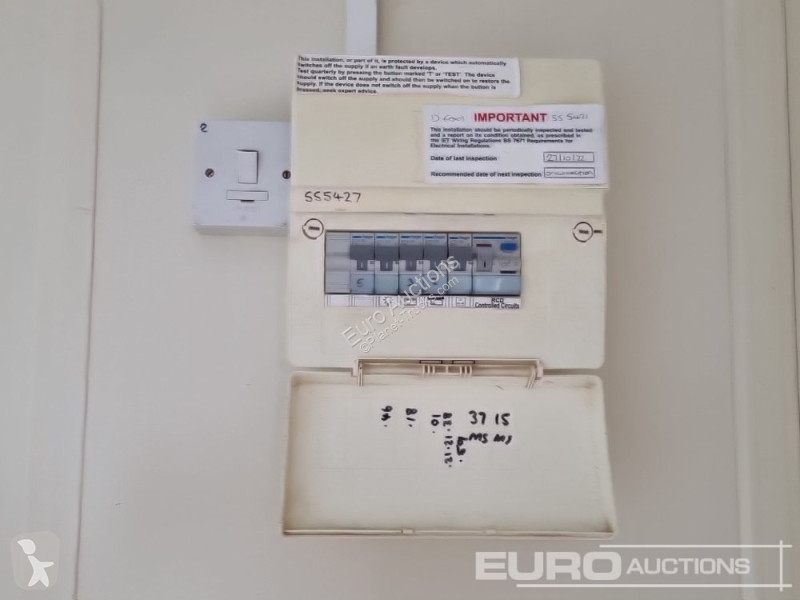 This installation, or part of it, is protected by a device which automatically
switches off the supply if an earth fault develops.
Test quarterly by pressing the button marked 'T' or 'TEST'. The device
should switch off the supply and should then be switched on to restore the
supply. If the device does not switch off the supply when the button is
pressed, seek expert advice.
IMPORTANT
This installation should be periodically inspected and tested
and a report on its condition obtained, as prescribed in
the IET Wiring Regulations BS 7671 Requirements for
Electrical Installations.
Date of last inspection 27/10/22
Recommended date of next inspection
2
SS5427
RCD
Controlled Circuits
Euro Auctions
37 15
EURO AUCTIONS